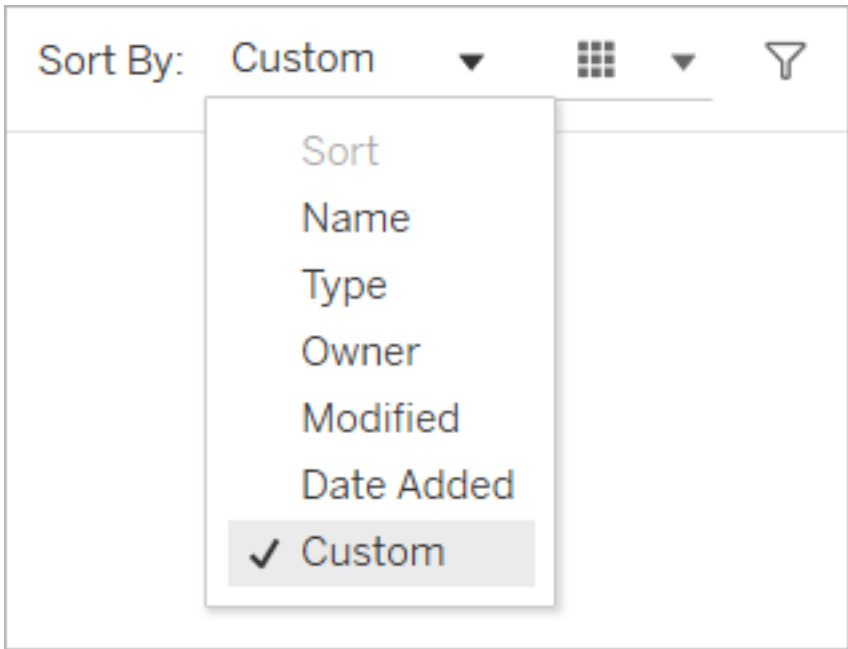 Sort By: Custom
Sort
Name
Type
Owner
Modified
Date Added
Custom